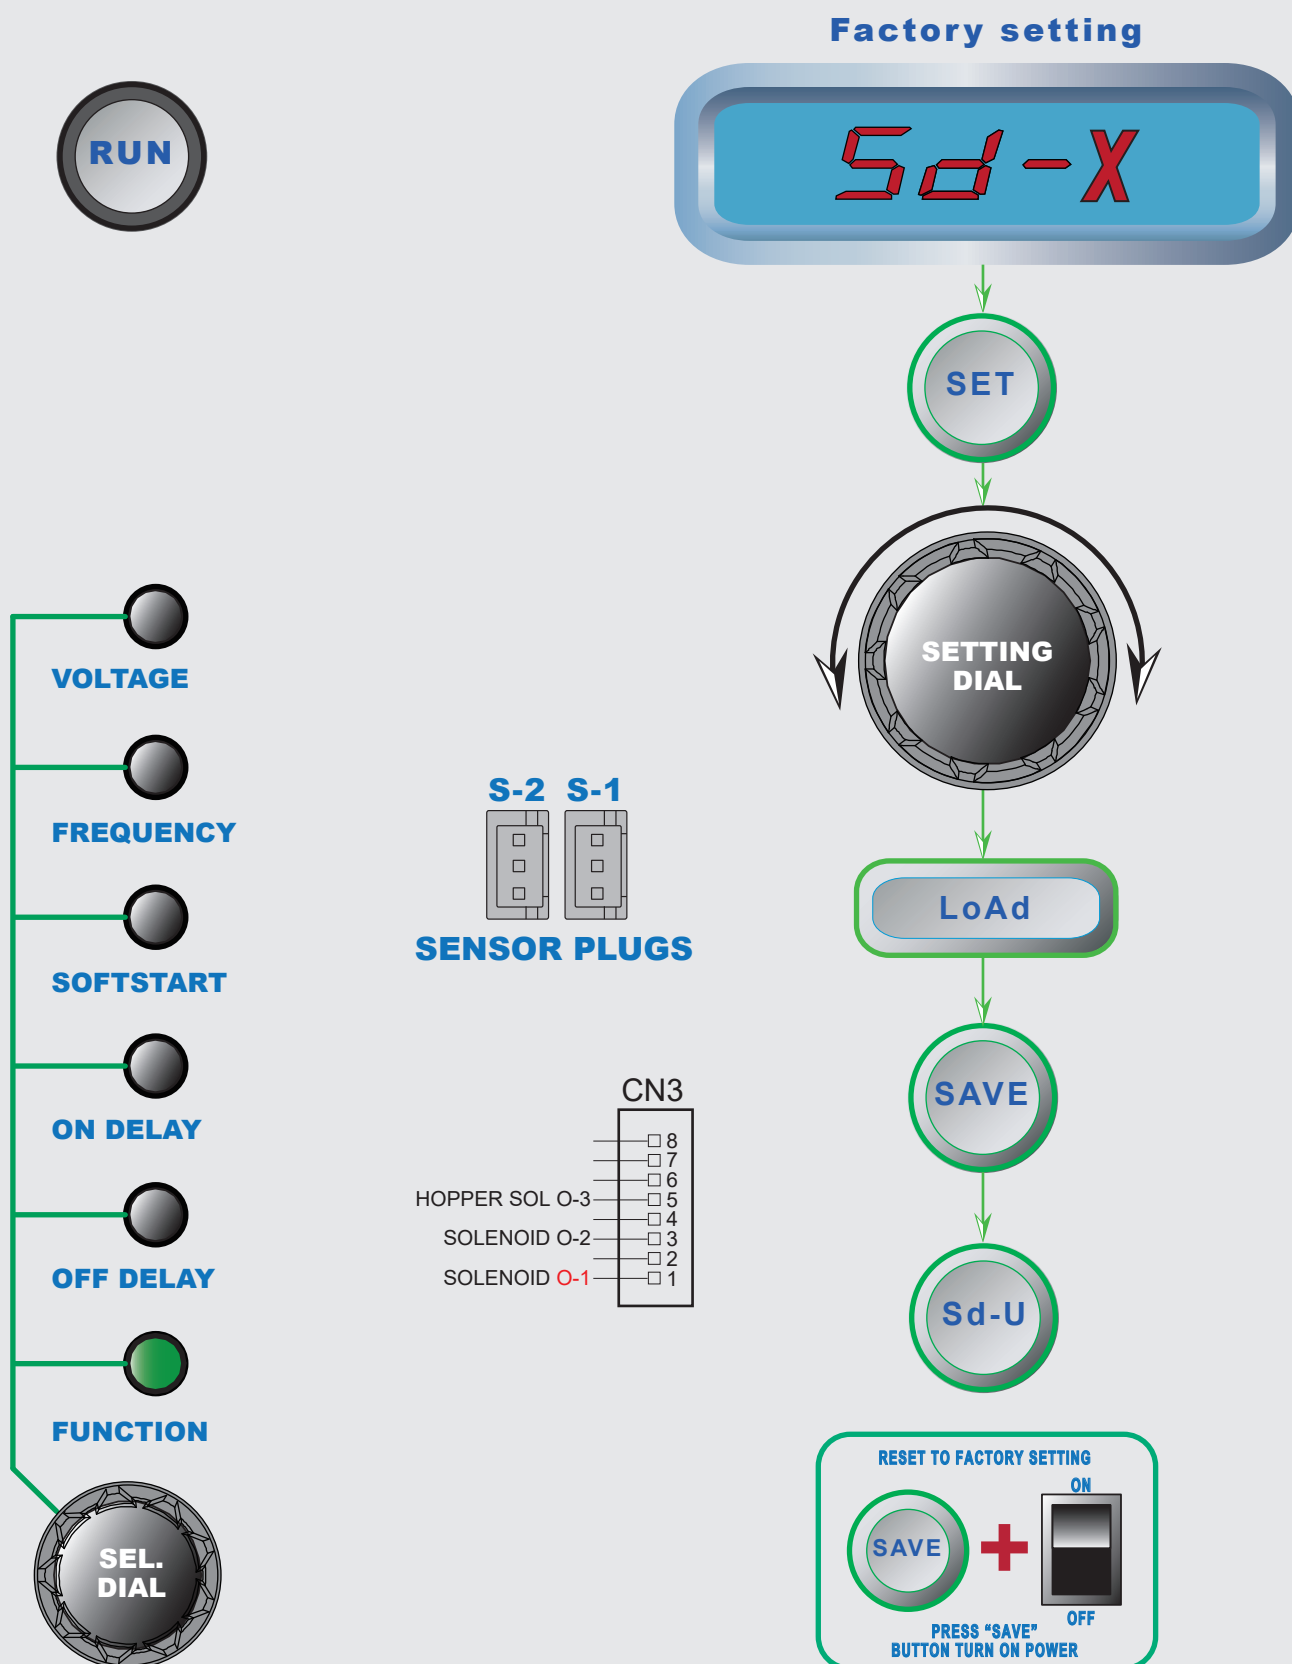 Factory setting
RUN
Sd-X
SET
SETTING
DIAL
VOLTAGE
FREQUENCY
S-2 S-1
SENSOR PLUGS
LoAd
SOFTSTART
SAVE
CN3
8
7
6
HOPPER SOL O-3 5
4
SOLENOID O-2 3
2
SOLENOID O-1 1
ON DELAY
OFF DELAY
Sd-U
FUNCTION
SEL.
DIAL
RESET TO FACTORY SETTING
ON
SAVE
OFF
PRESS “SAVE”
BUTTON TURN ON POWER